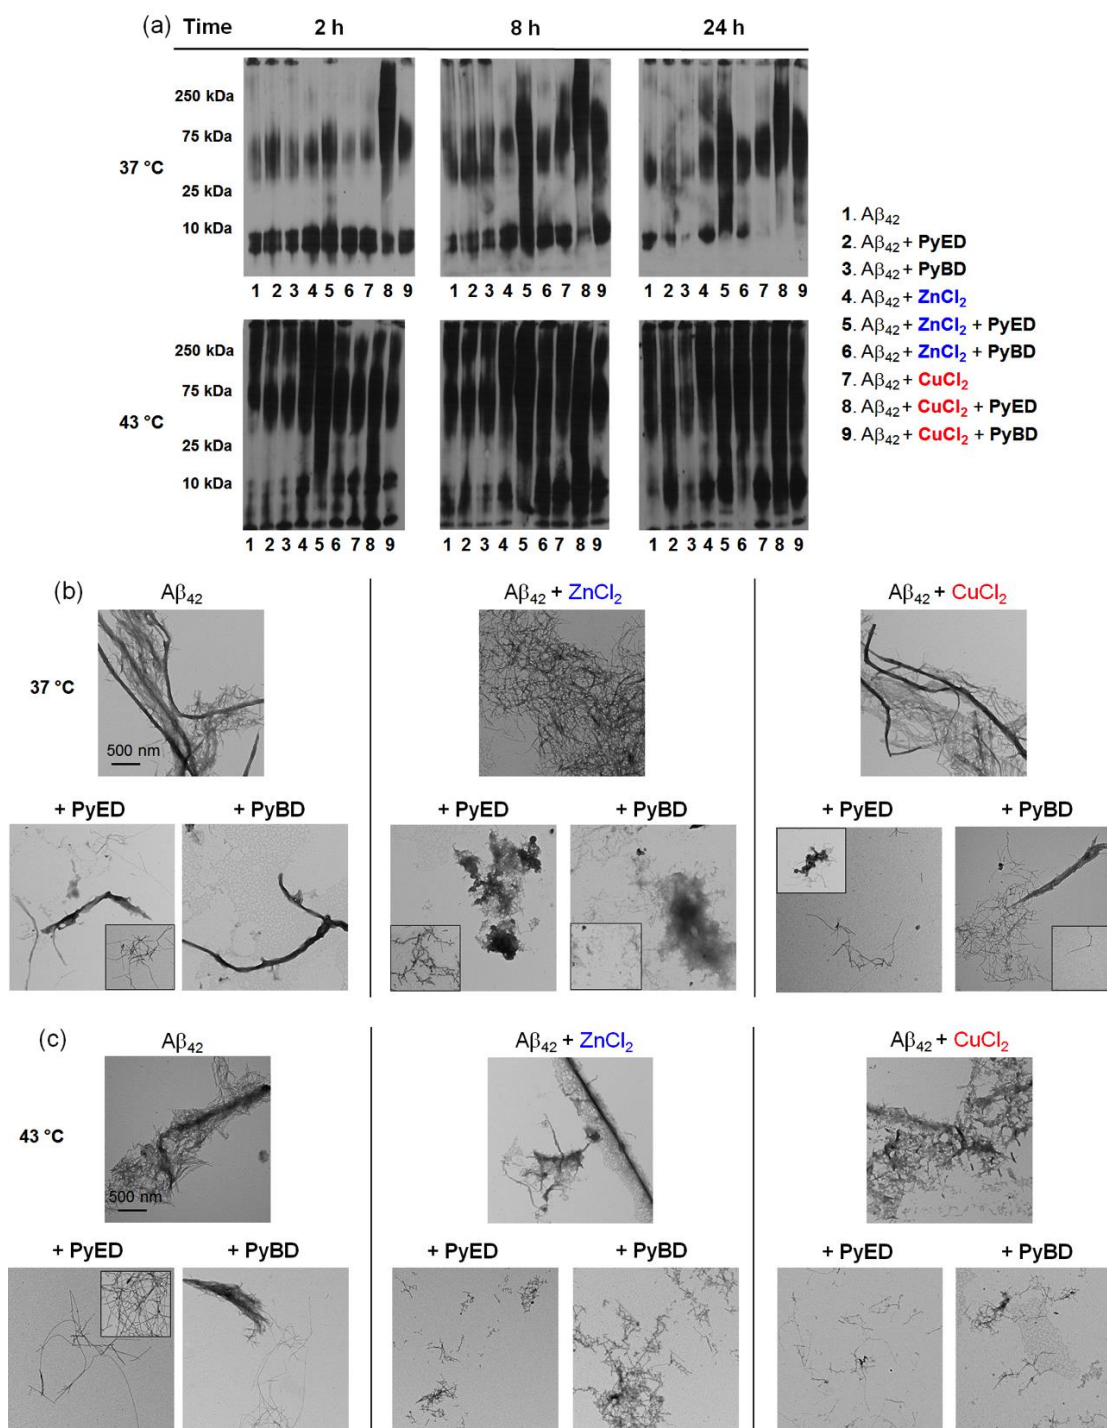 (a) Time 2 h 8 h 24 h
37 °C
250 kDa
75 kDa
25 kDa
10 kDa
1 2 3 4 5 6 7 8 9 1 2 3 4 5 6 7 8 9 1 2 3 4 5 6 7 8 9
43 °C
250 kDa
75 kDa
25 kDa
10 kDa
1 2 3 4 5 6 7 8 9 1 2 3 4 5 6 7 8 9 1 2 3 4 5 6 7 8 9
1. Aβ₄₂
2. Aβ₄₂ + PyED
3. Aβ₄₂ + PyBD
4. Aβ₄₂ + ZnCl₂
5. Aβ₄₂ + ZnCl₂ + PyED
6. Aβ₄₂ + ZnCl₂ + PyBD
7. Aβ₄₂ + CuCl₂
8. Aβ₄₂ + CuCl₂ + PyED
9. Aβ₄₂ + CuCl₂ + PyBD
(b) Aβ₄₂ Aβ₄₂ + ZnCl₂ Aβ₄₂ + CuCl₂
37 °C
500 nm
+ PyED + PyBD + PyED + PyBD + PyED + PyBD
(c) Aβ₄₂ Aβ₄₂ + ZnCl₂ Aβ₄₂ + CuCl₂
43 °C
500 nm
+ PyED + PyBD + PyED + PyBD + PyED + PyBD